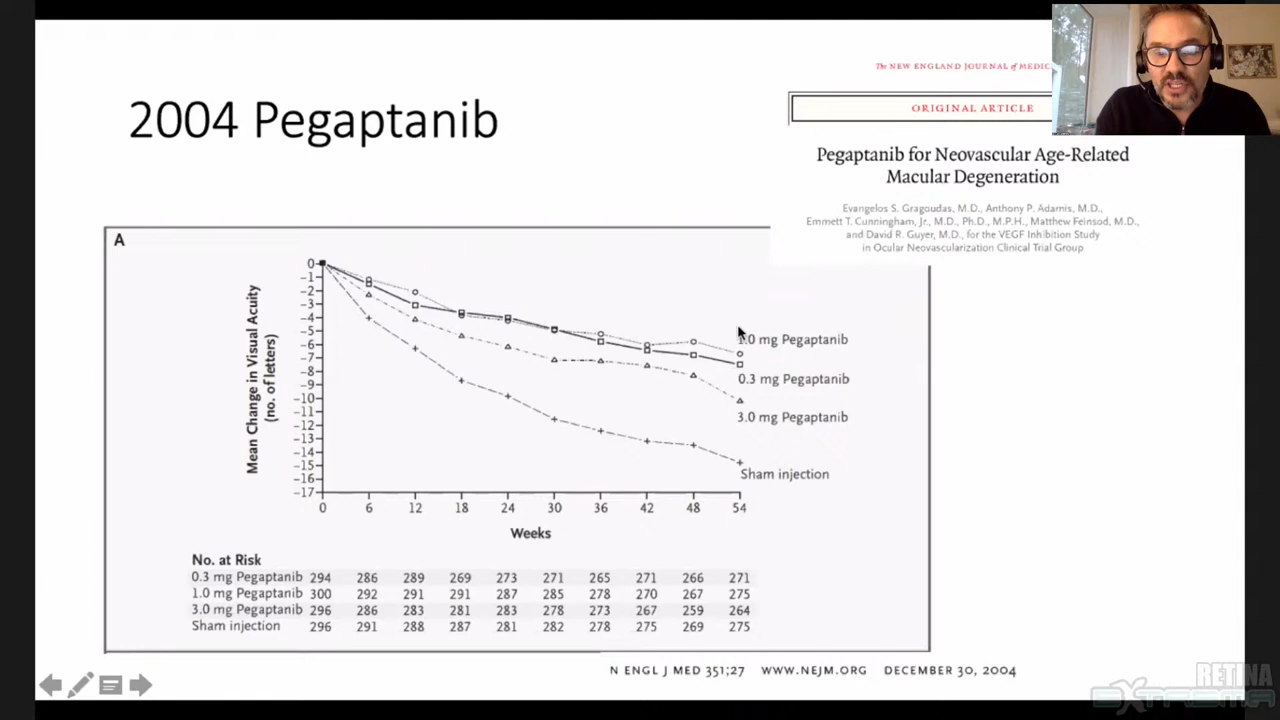 2004 Pegaptanib
The NEW ENGLAND JOURNAL of MEDIC
ORIGINAL ARTICLE
Pegaptanib for Neovascular Age-Related
Macular Degeneration
Evangelos S. Gragoudas, M.D., Anthony P. Adamis, M.D.,
Emmett T. Cunningham, Jr., M.D., Ph.D., M.P.H., Matthew Feinsod, M.D.,
and David R. Guyer, M.D., for the VEGF Inhibition Study
in Ocular Neovascularization Clinical Trial Group
A
Mean Change in Visual Acuity
(no. of letters)
0
-1
-2
-3
-4
-5
-6
-7
-8
-9
-10
-11
-12
-13
-14
-15
-16
-17
1.0 mg Pegaptanib
0.3 mg Pegaptanib
3.0 mg Pegaptanib
Sham injection
0 6 12 18 24 30 36 42 48 54
Weeks
No. at Risk
0.3 mg Pegaptanib 294 286 289 269 273 271 265 271 266 271
1.0 mg Pegaptanib 300 292 291 291 287 285 278 270 267 275
3.0 mg Pegaptanib 296 286 283 281 283 278 273 267 259 264
Sham injection 296 291 288 287 281 282 278 275 269 275
N ENGL J MED 351;27 WWW.NEJM.ORG DECEMBER 30, 2004
RETINA
EXTREMA